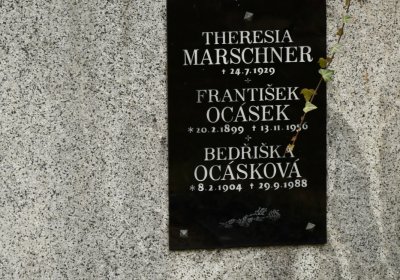 THERESIA
MARSCHNER
† 24.7.1929
FRANTIŠEK
OCÁSEK
* 20.2.1899 † 13.11.1956
BEDŘIŠKA
OCÁSKOVÁ
* 8.2.1904 † 29.9.1988